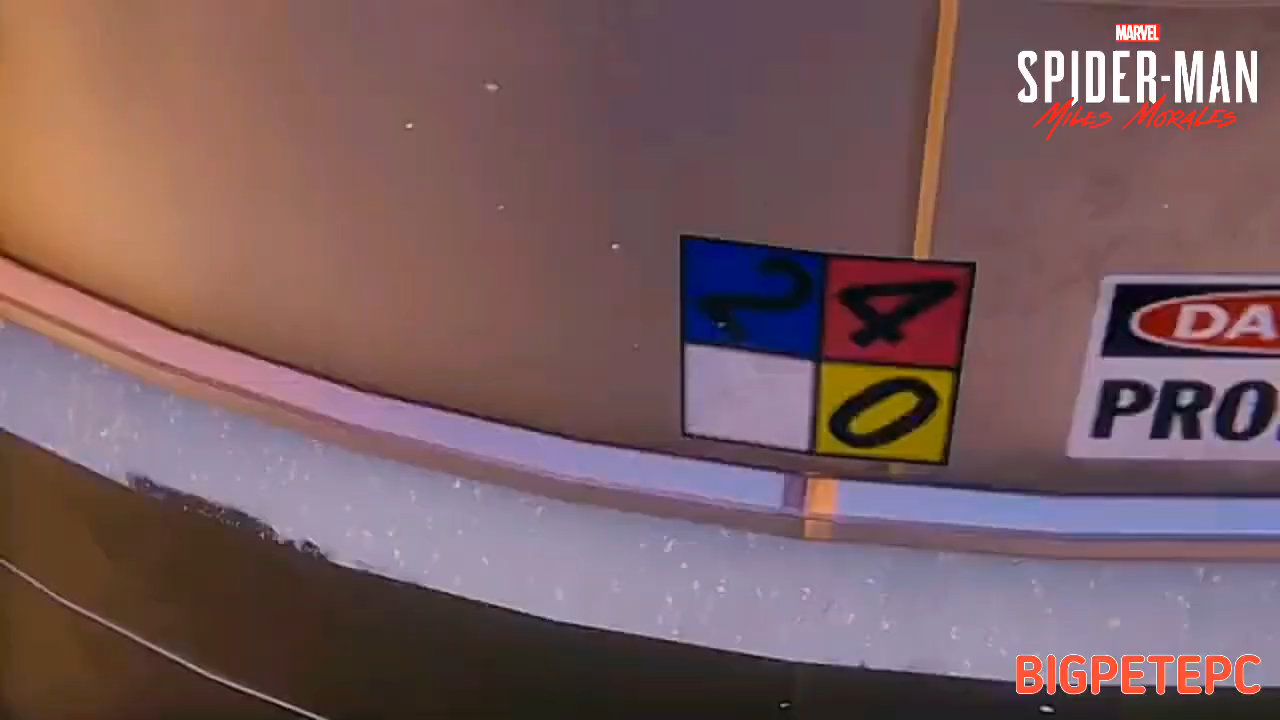 MARVEL
SPIDER-MAN
MILES MORALES
2 4
0
DA
PRO
BIGPETEPC